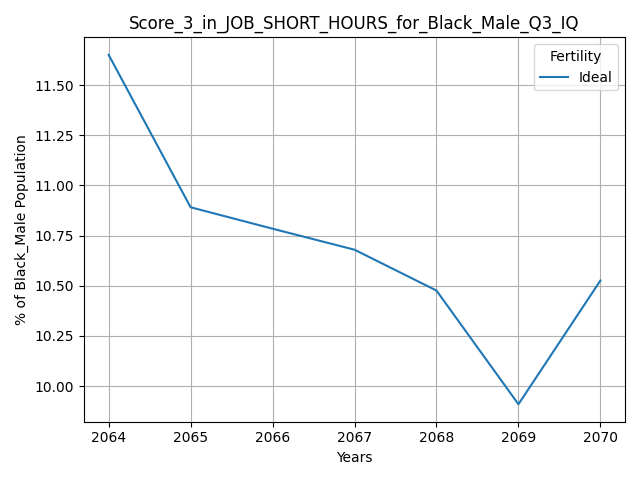 Score_3_in_JOB_SHORT_HOURS_for_Black_Male_Q3_IQ
Fertility
Ideal
% of Black_Male Population
11.50
11.25
11.00
10.75
10.50
10.25
10.00
2064 2065 2066 2067 2068 2069 2070
Years